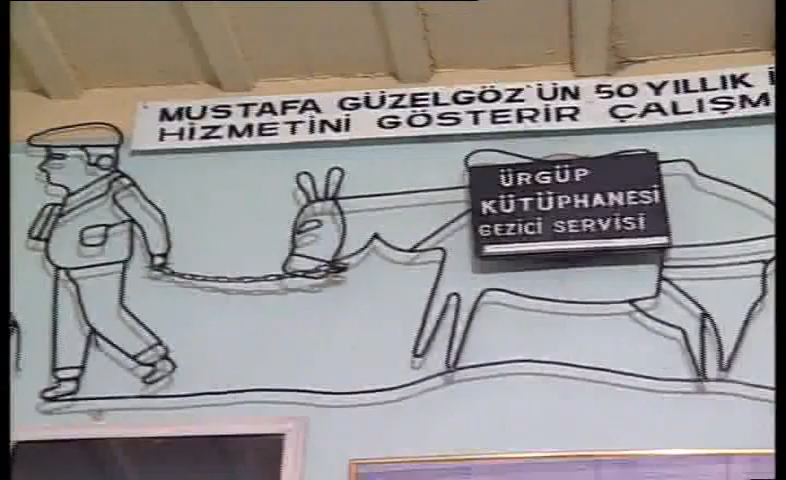 MUSTAFA GÜZELGÖZ'ÜN 50 YILLIK
HİZMETİNİ GÖSTERİR
ÜRGÜP
KÜTÜPHANESİ
GEZİCİ SERVİSİ